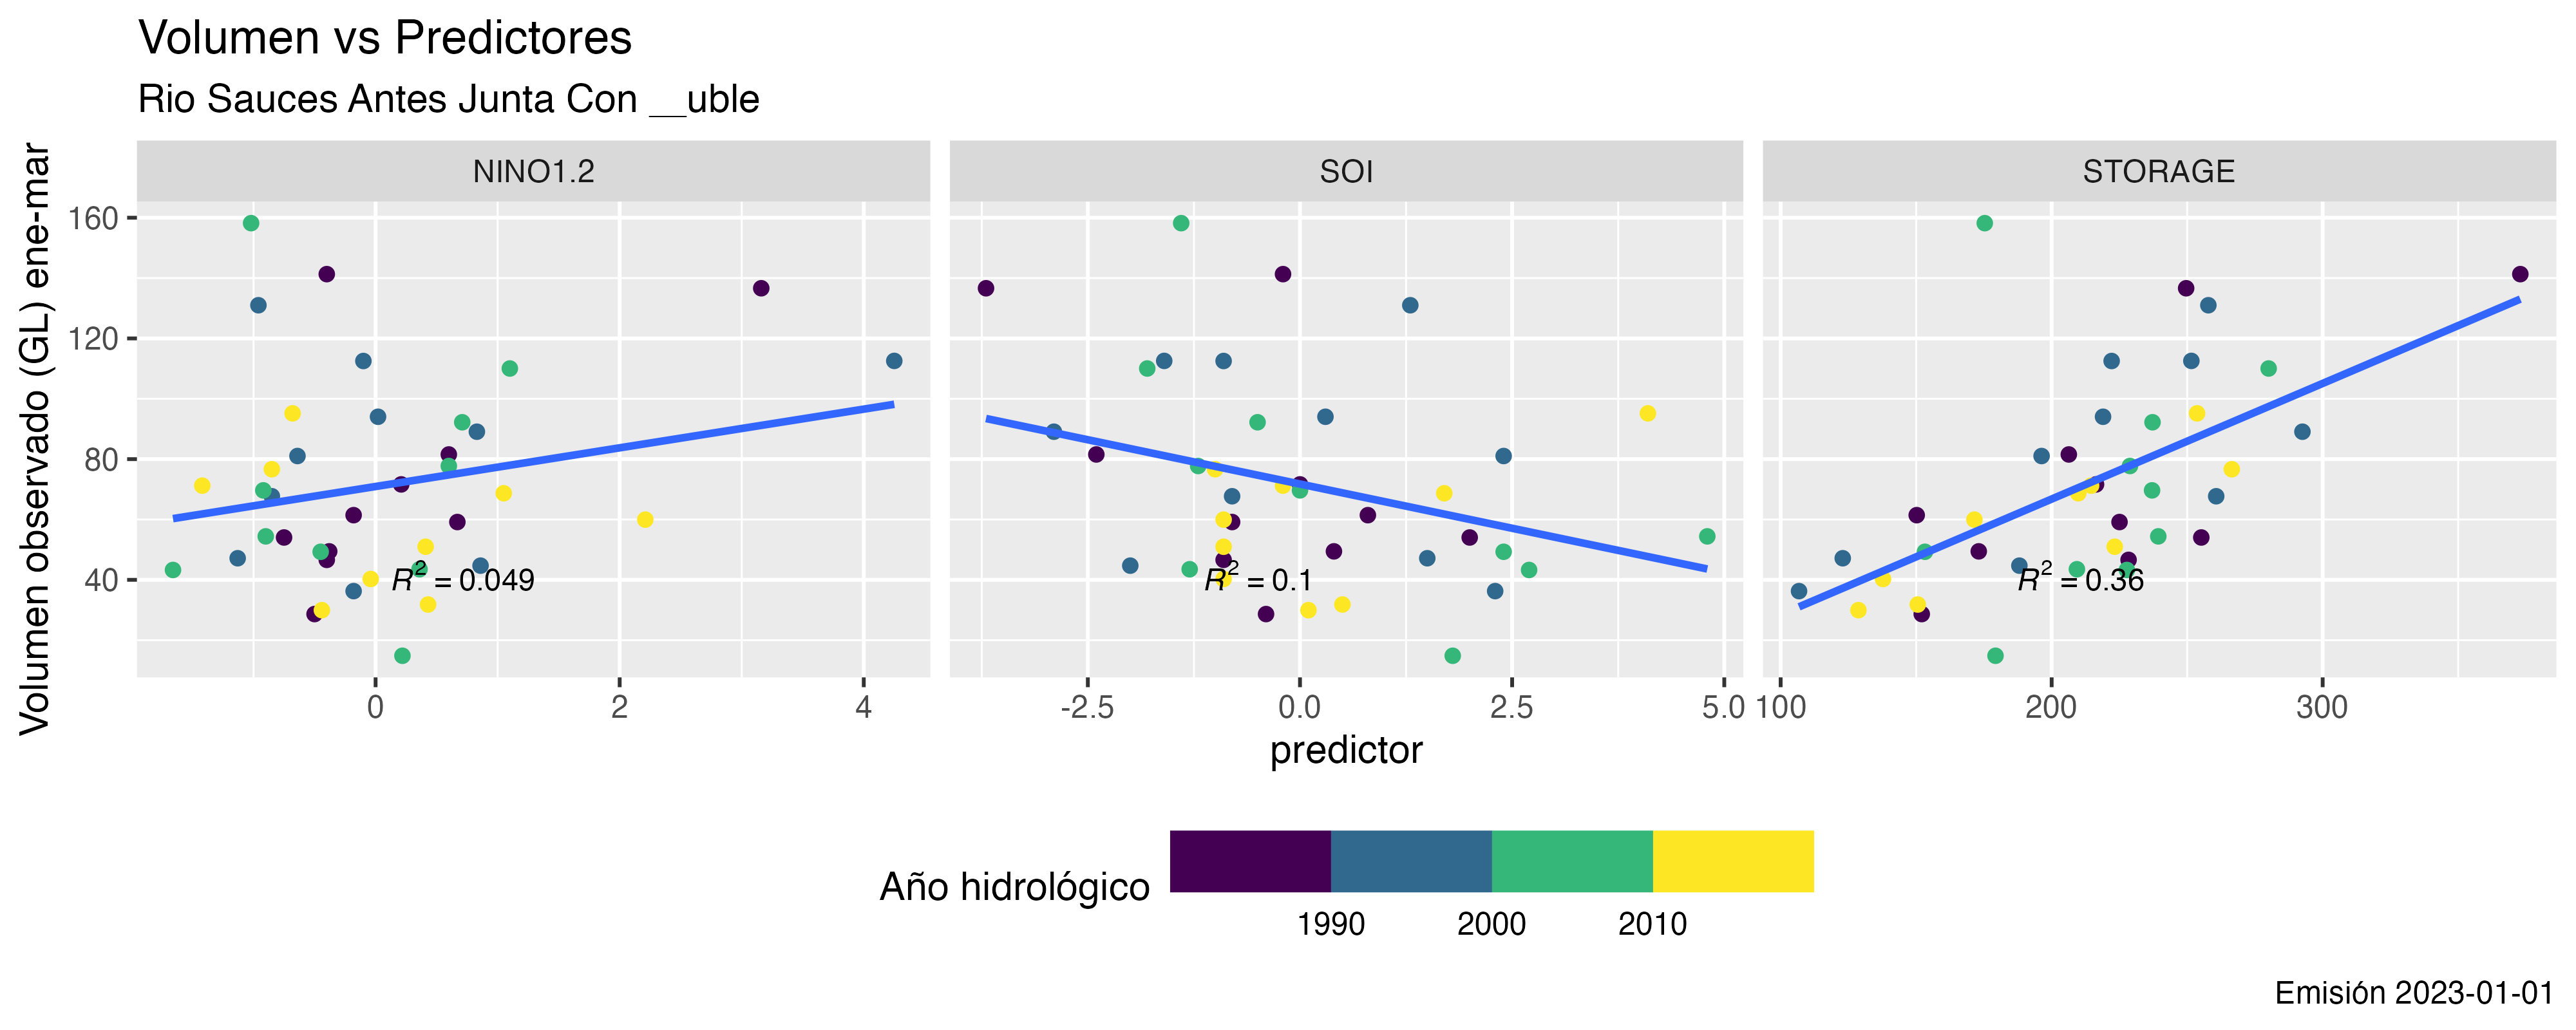 Volumen vs Predictores
Rio Sauces Antes Junta Con __uble
NINO1.2 SOI STORAGE
Volumen observado (GL) ene-mar
160
120
80
40
R² = 0.049 R² = 0.1 R² = 0.36
0 2 4 -2.5 0.0 2.5 5.0 100 200 300
predictor
Año hidrológico
1990 2000 2010
Emisión 2023-01-01